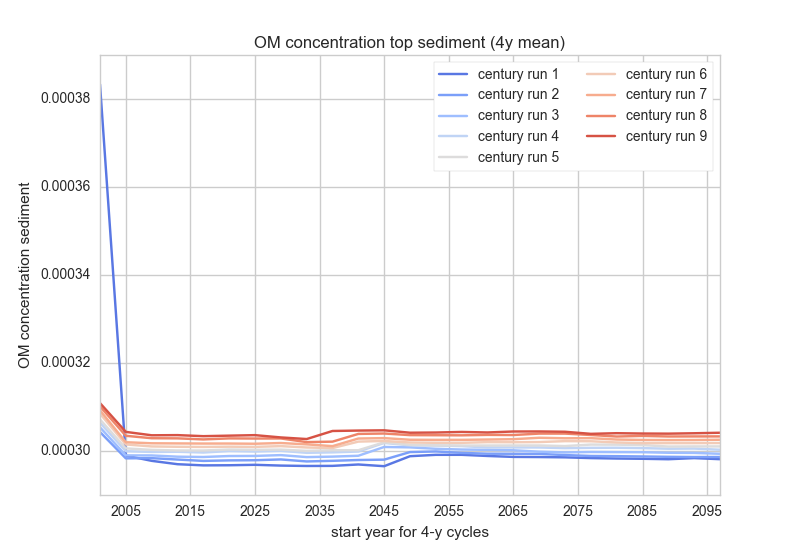 OM concentration top sediment (4y mean)
century run 1
century run 2
century run 3
century run 4
century run 5
century run 6
century run 7
century run 8
century run 9
OM concentration sediment
0.00038
0.00036
0.00034
0.00032
0.00030
2005 2015 2025 2035 2045 2055 2065 2075 2085 2095
start year for 4-y cycles